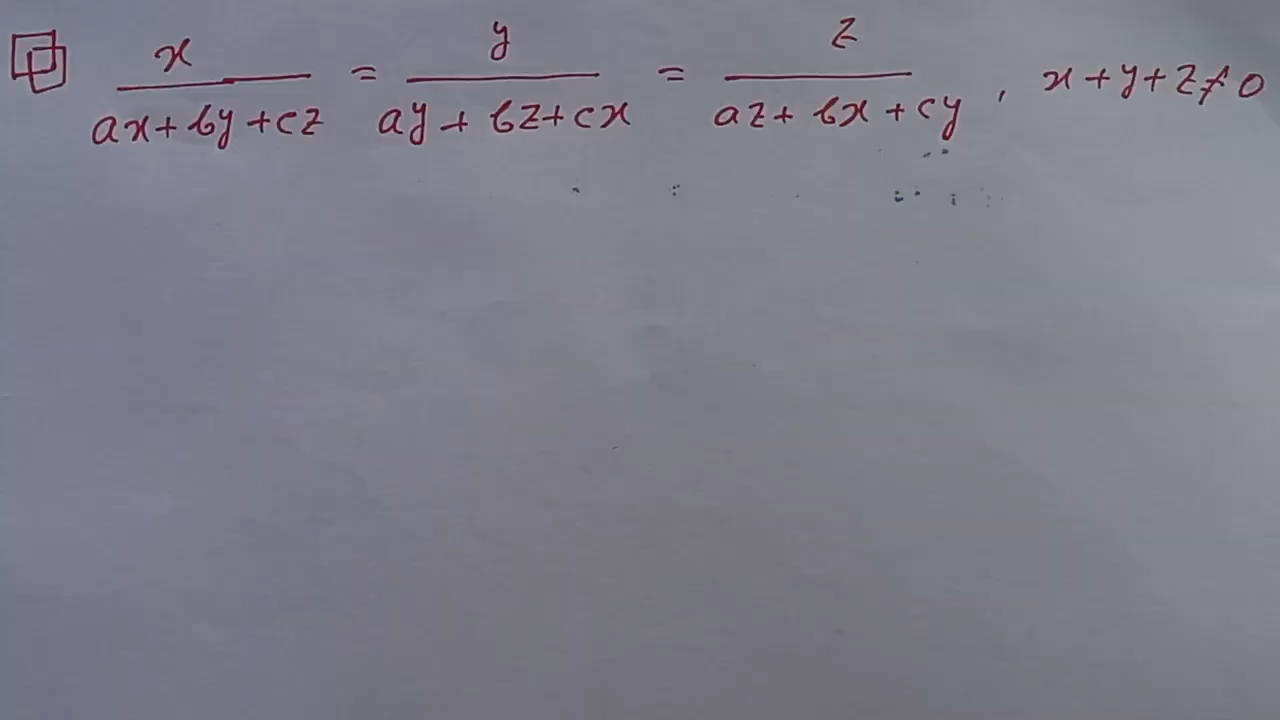 x/(ax+by+cz) = y/(ay+bz+cx) = z/(az+bx+cy), x+y+z≠0